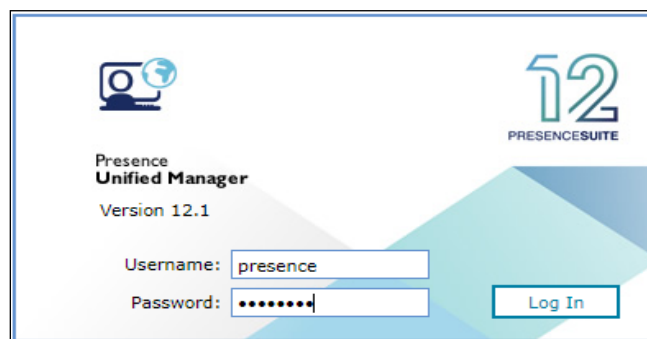 12
PRESENCESUITE
Presence
Unified Manager
Version 12.1
Username: presence
Password: ••••••••
Log In